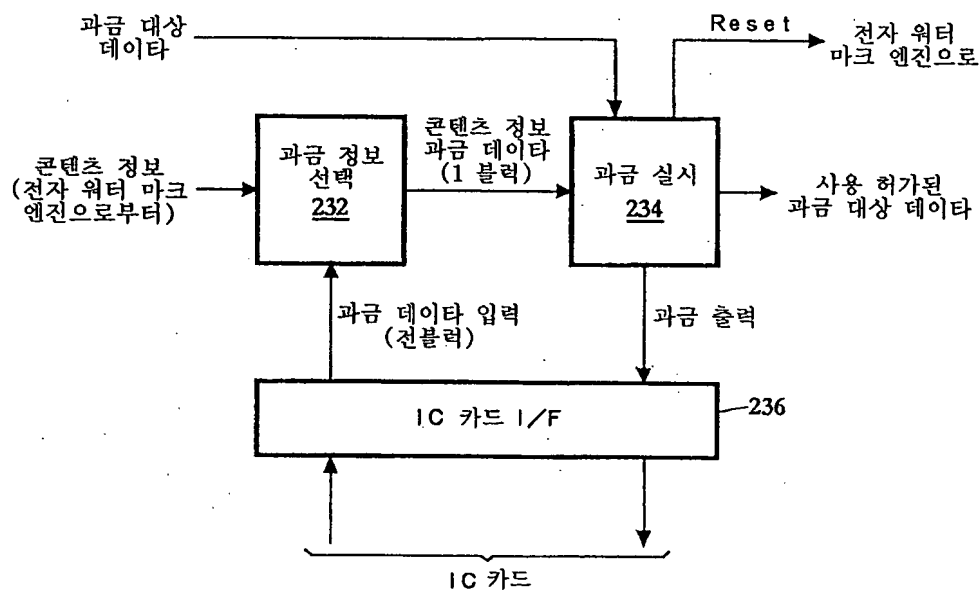 과금 대상
데이타
Reset
전자 워터
마크 엔진으로
콘텐츠 정보
(전자 워터 마크
엔진으로부터)
과금 정보
선택
232
콘텐츠 정보
과금 데이타
(1 블럭)
과금 실시
234
사용 허가된
과금 대상 데이타
과금 데이타 입력
(전블럭)
과금 출력
IC 카드 I/F
236
IC 카드